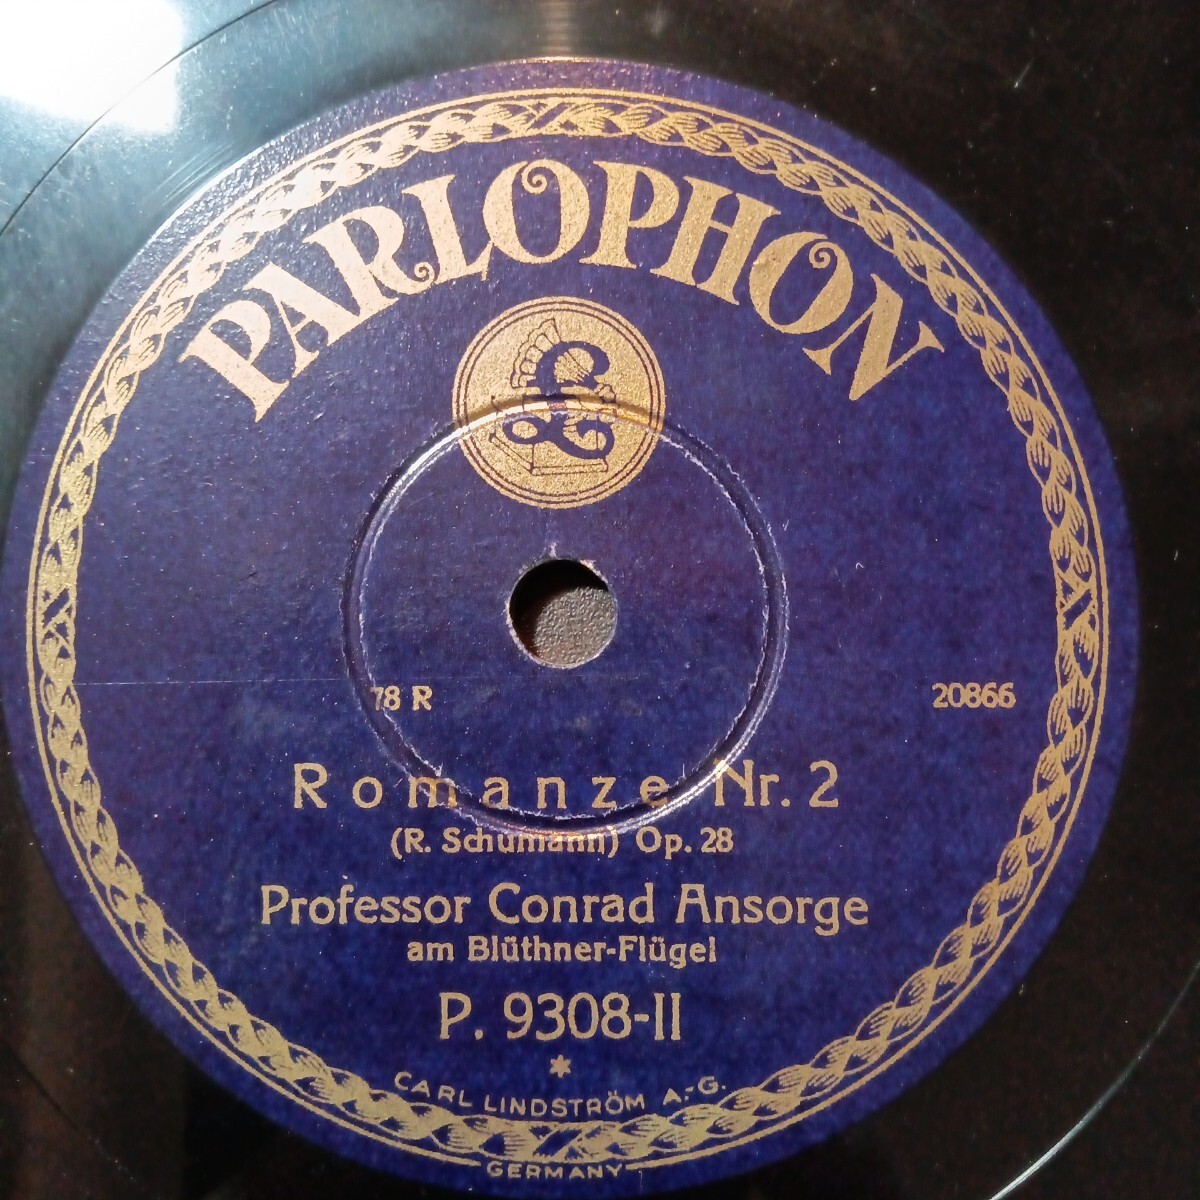 PARLOPHON
£
78 R
20866
Romanze Nr. 2
(R. Schumann) Op. 28
Professor Conrad Ansorge
am Blüthner-Flügel
P. 9308-II
*
CARL LINDSTRÖM A.-G.
GERMANY